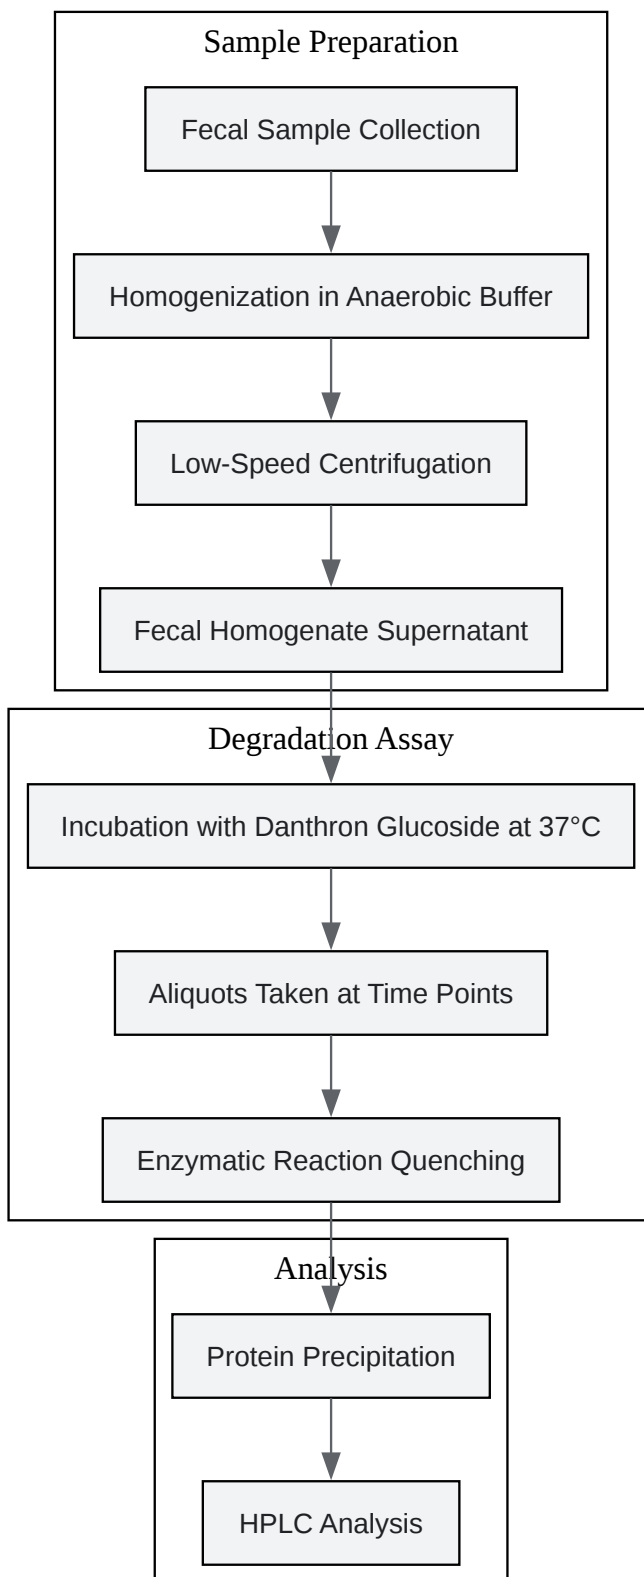 Sample Preparation
Fecal Sample Collection
Homogenization in Anaerobic Buffer
Low-Speed Centrifugation
Fecal Homogenate Supernatant
Degradation Assay
Incubation with Danthron Glucoside at 37°C
Aliquots Taken at Time Points
Enzymatic Reaction Quenching
Analysis
Protein Precipitation
HPLC Analysis